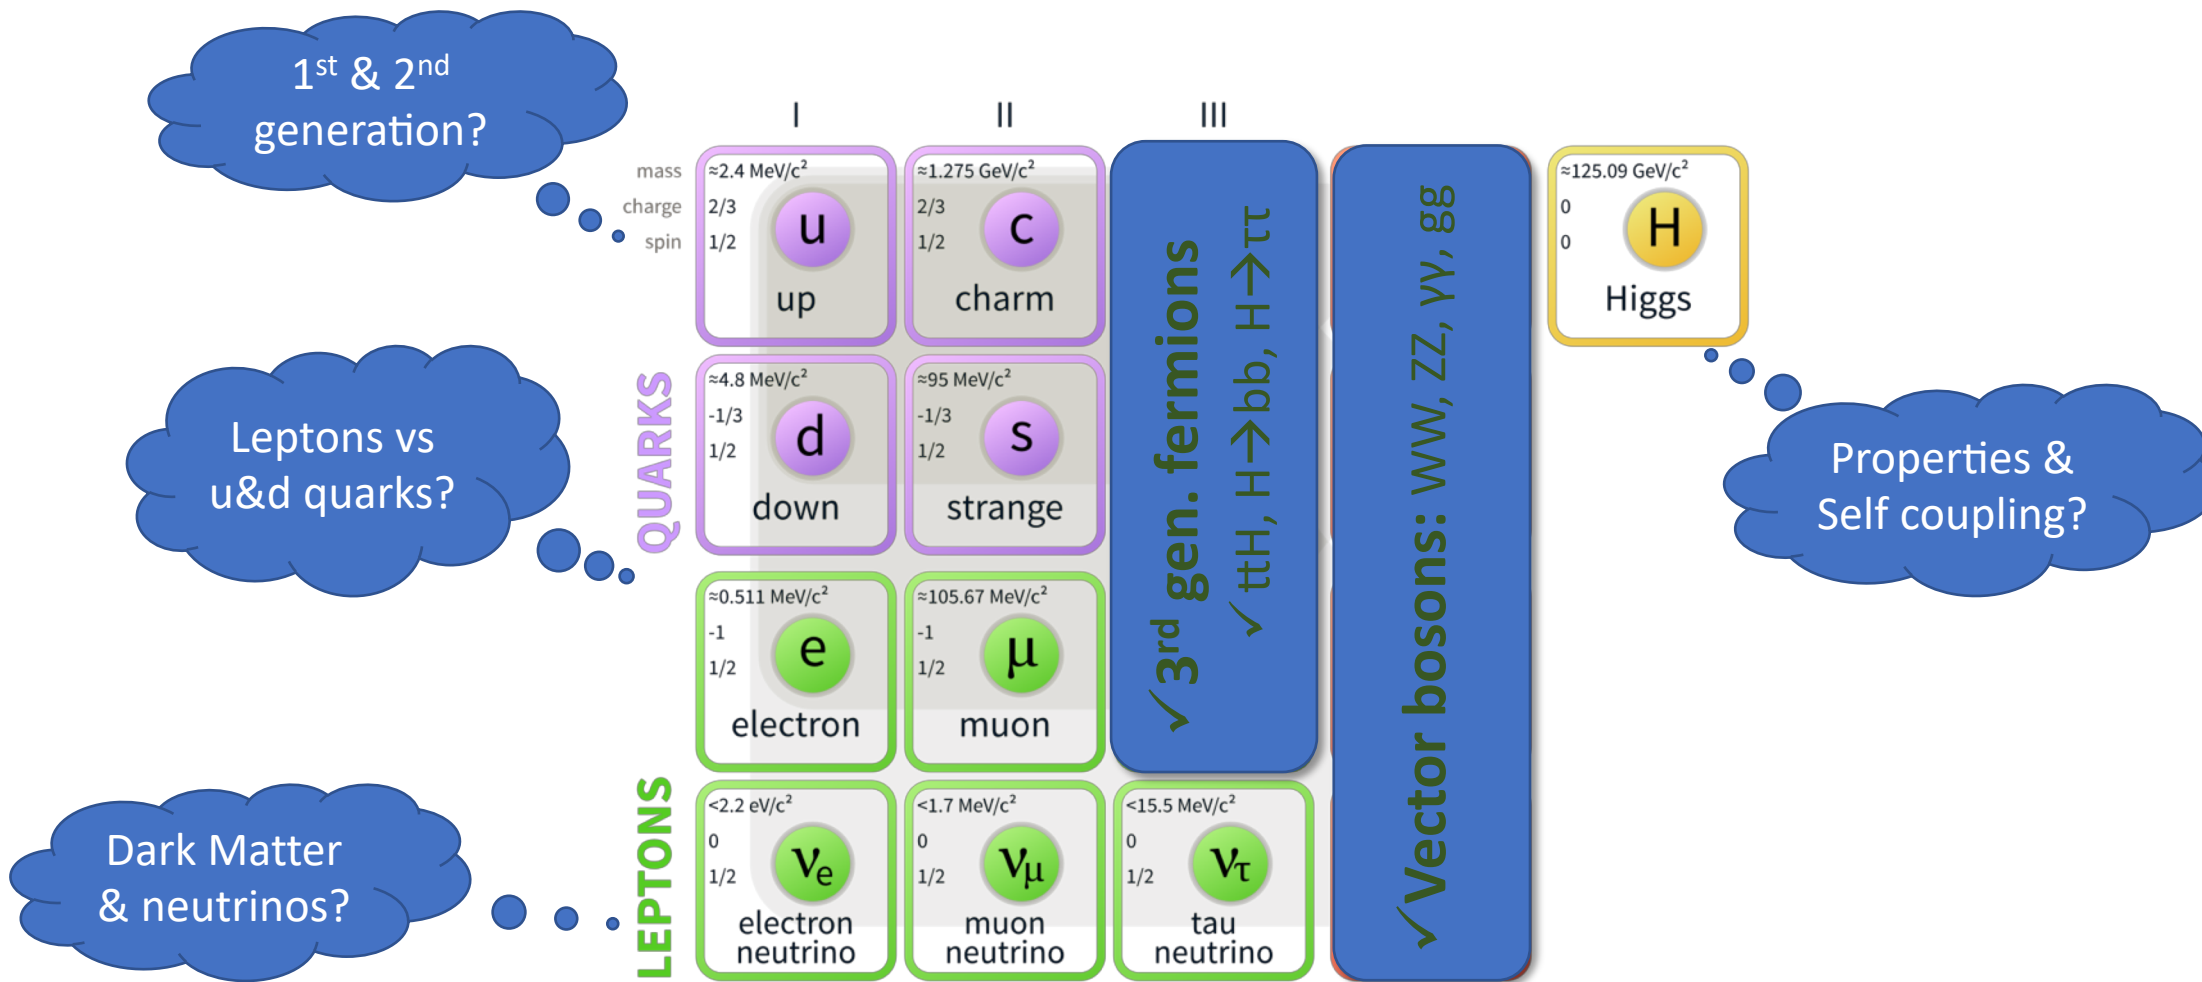 1st & 2nd
generation?
I
II
III
mass
charge
spin
≈2.4 MeV/c²
2/3
1/2
u
up
≈1.275 GeV/c²
2/3
1/2
c
charm
≈125.09 GeV/c²
0
0
H
Higgs
QUARKS
≈4.8 MeV/c²
-1/3
1/2
d
down
≈95 MeV/c²
-1/3
1/2
s
strange
✓3rd gen. fermions
✓ttH, H→bb, H→ττ
✓Vector bosons: WW, ZZ, γγ, gg
Leptons vs
u&d quarks?
Properties &
Self coupling?
≈0.511 MeV/c²
-1
1/2
e
electron
≈105.67 MeV/c²
-1
1/2
μ
muon
LEPTONS
<2.2 eV/c²
0
1/2
νe
electron
neutrino
<1.7 MeV/c²
0
1/2
νμ
muon
neutrino
<15.5 MeV/c²
0
1/2
ντ
tau
neutrino
Dark Matter
& neutrinos?